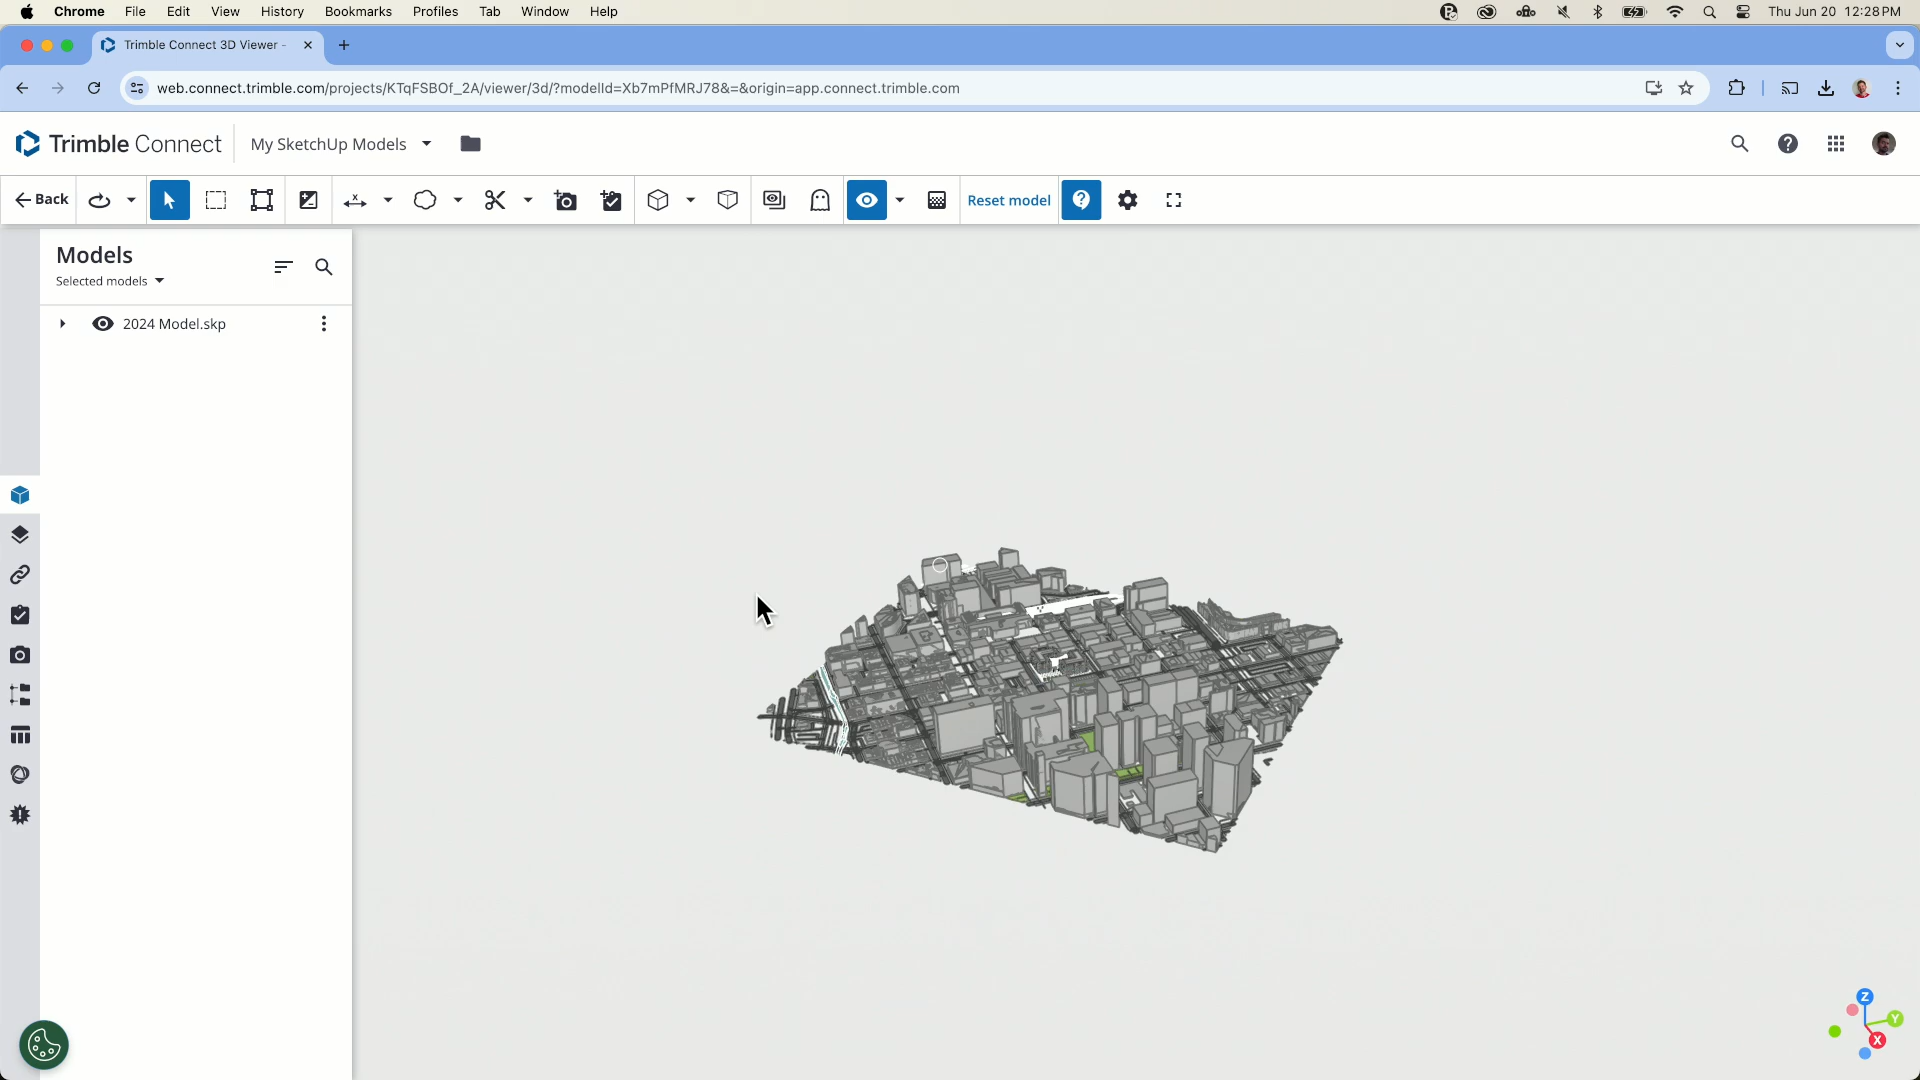 Chrome File Edit View History Bookmarks Profiles Tab Window Help Thu Jun 20 12:28 PM
Trimble Connect 3D Viewer -
web.connect.trimble.com/projects/KTqFSBOf_2A/viewer/3d/?modelId=Xb7mPfMRJ78&=&origin=app.connect.trimble.com
Trimble Connect My SketchUp Models
Back Reset model
Models
Selected models
2024 Model.skp
Z
Y
X